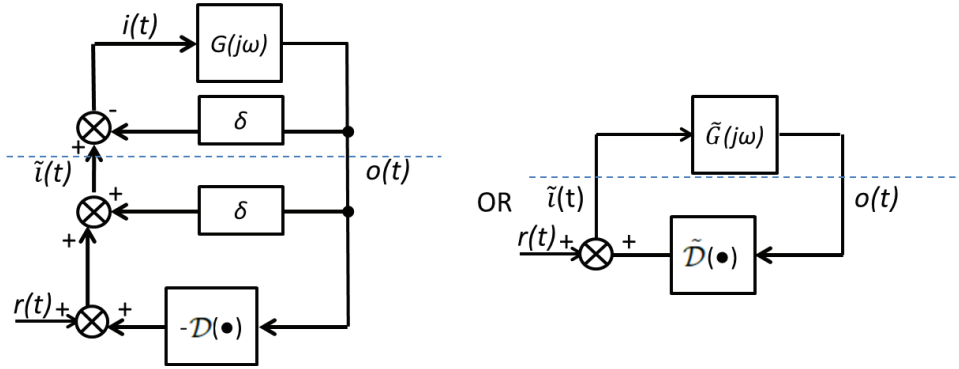 i(t)
G(jω)
-
δ
+
ĩ(t)
o(t)
+
δ
+
r(t)
+
+
-𝒟(●)
OR
G̃(jω)
ĩ(t)
o(t)
r(t)
+
+
𝒟̃(●)